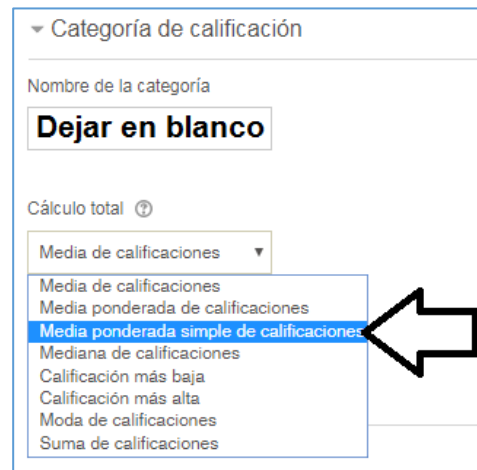 Categoría de calificación
Nombre de la categoría
Dejar en blanco
Cálculo total
Media de calificaciones
Media de calificaciones
Media ponderada de calificaciones
Media ponderada simple de calificaciones
Mediana de calificaciones
Calificación más baja
Calificación más alta
Moda de calificaciones
Suma de calificaciones